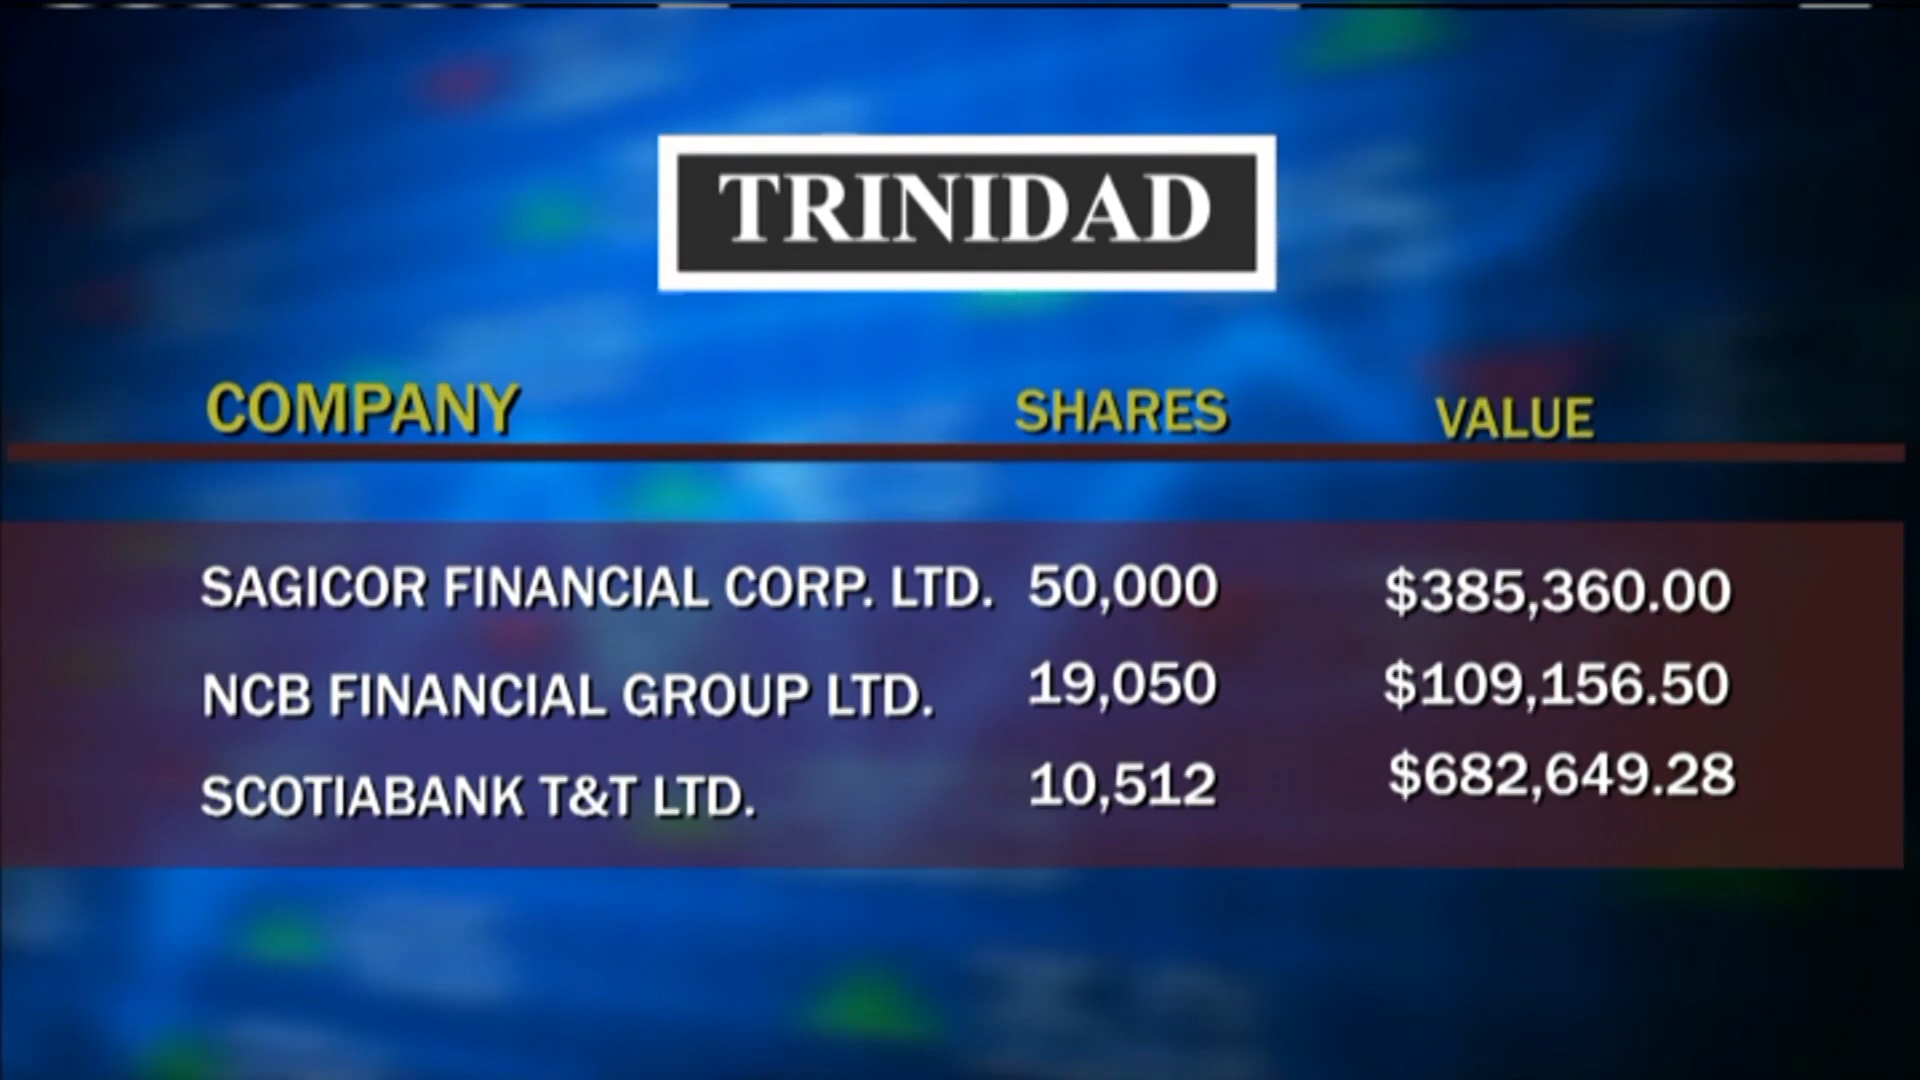 TRINIDAD
COMPANY SHARES VALUE
SAGICOR FINANCIAL CORP. LTD. 50,000 $385,360.00
NCB FINANCIAL GROUP LTD. 19,050 $109,156.50
SCOTIABANK T&T LTD. 10,512 $682,649.28